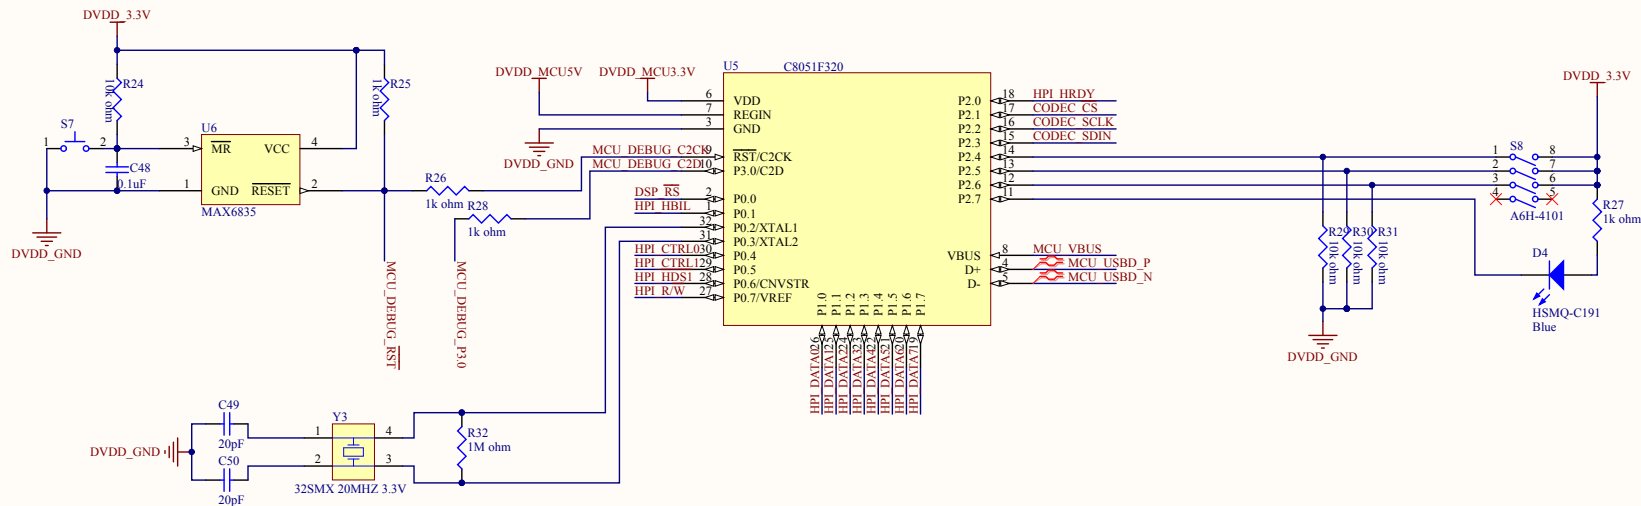 DVDD_3.3V
R24
10k ohm
R25
1k ohm
S7
1
2
C48
0.1uF
U6
3
MR
VCC
4
1
GND
RESET
2
MAX6835
DVDD_GND
R26
1k ohm
R28
1k ohm
MCU_DEBUG_RST
MCU_DEBUG_P3.0
DVDD_MCU5V
DVDD_MCU3.3V
DVDD_GND
U5
C8051F320
6
VDD
7
REGIN
3
GND
MCU_DEBUG_C2CK
9
RST/C2CK
MCU_DEBUG_C2D
10
P3.0/C2D
DSP_RS
2
P0.0
HPI_HBIL
1
P0.1
32
P0.2/XTAL1
31
P0.3/XTAL2
HPI_CTRL0
30
P0.4
HPI_CTRL1
29
P0.5
HPI_HDS1
28
P0.6/CNVSTR
HPI_R/W
27
P0.7/VREF
P2.0
18
HPI_HRDY
P2.1
17
CODEC_CS
P2.2
16
CODEC_SCLK
P2.3
15
CODEC_SDIN
P2.4
14
P2.5
13
P2.6
12
P2.7
11
VBUS
8
MCU_VBUS
D+
4
MCU_USBD_P
D-
5
MCU_USBD_N
P1.0
P1.1
P1.2
P1.3
P1.4
P1.5
P1.6
P1.7
26
25
24
23
22
21
20
19
HPI_DATA0
HPI_DATA1
HPI_DATA2
HPI_DATA3
HPI_DATA4
HPI_DATA5
HPI_DATA6
HPI_DATA7
DVDD_3.3V
S8
1
8
2
7
3
6
4
5
A6H-4101
R27
1k ohm
R29
R30
R31
10k ohm
10k ohm
10k ohm
DVDD_GND
D4
HSMQ-C191
Blue
C49
20pF
DVDD_GND
C50
20pF
Y3
1
4
2
3
32SMX 20MHZ 3.3V
R32
1M ohm